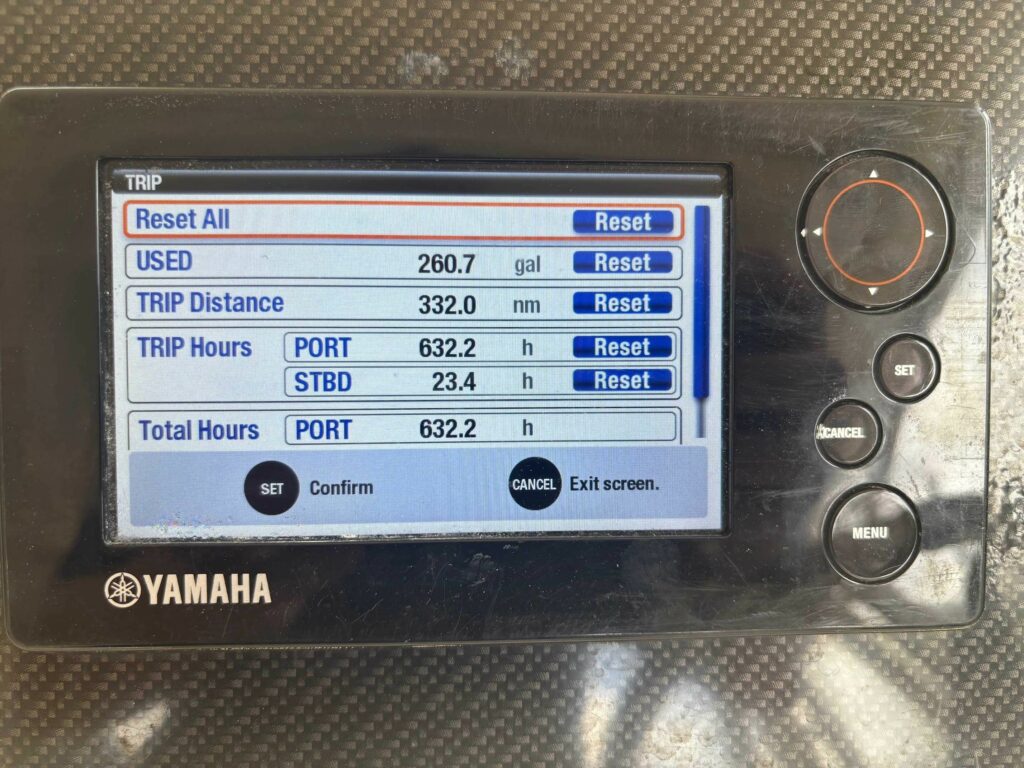 TRIP
Reset All Reset
USED 260.7 gal Reset
TRIP Distance 332.0 nm Reset
TRIP Hours PORT 632.2 h Reset
STBD 23.4 h Reset
Total Hours PORT 632.2 h
SET Confirm CANCEL Exit screen.
YAMAHA
SET
CANCEL
MENU